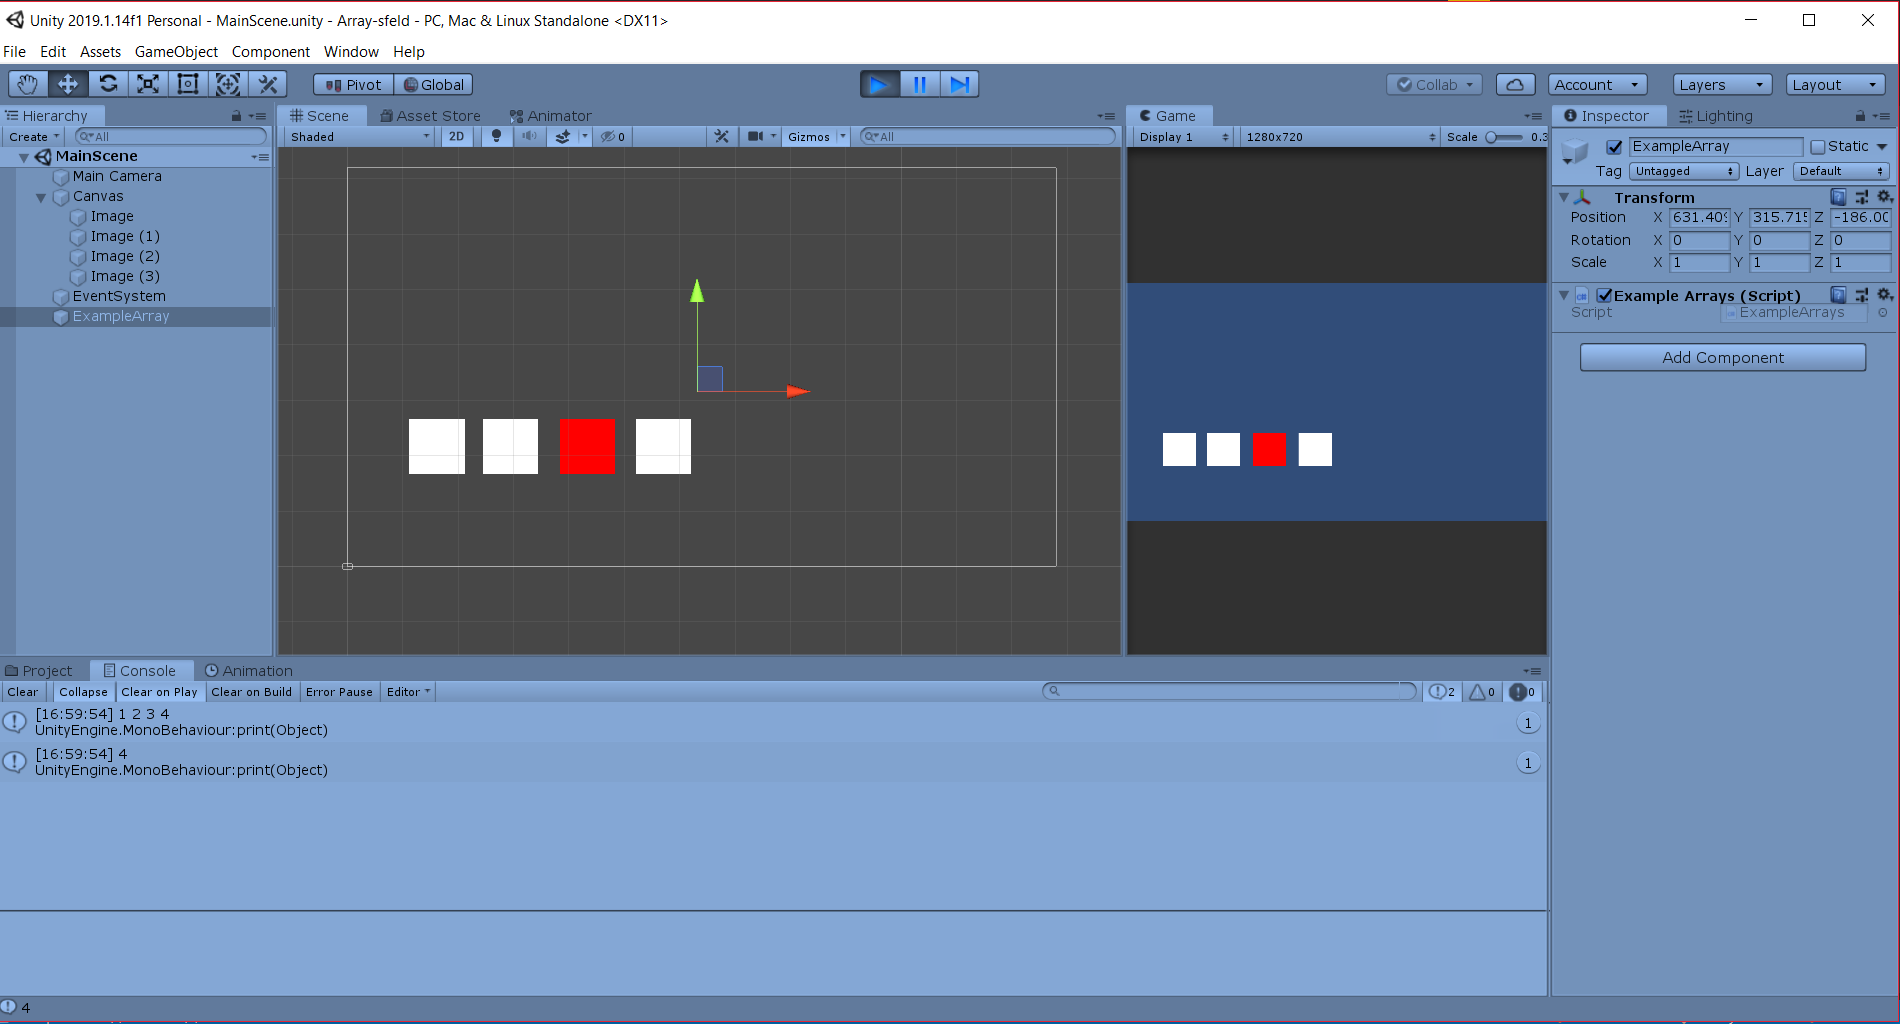 Unity 2019.1.14f1 Personal - MainScene.unity - Array-sfeld - PC, Mac & Linux Standalone <DX11>
File Edit Assets GameObject Component Window Help
Pivot Global Collab Account Layers Layout
Hierarchy
Create All
MainScene
Main Camera
Canvas
Image
Image (1)
Image (2)
Image (3)
EventSystem
ExampleArray
Scene Asset Store Animator
Shaded 2D 0 Gizmos All
Game
Display 1 1280x720 Scale 0.3
Inspector Lighting
ExampleArray Static
Tag Untagged Layer Default
Transform
Position X 631.409 Y 315.715 Z -186.00
Rotation X 0 Y 0 Z 0
Scale X 1 Y 1 Z 1
Example Arrays (Script)
Script ExampleArrays
Add Component
Project Console Animation
Clear Collapse Clear on Play Clear on Build Error Pause Editor 2 0 0
[16:59:54] 1 2 3 4
UnityEngine.MonoBehaviour:print(Object)
1
[16:59:54] 4
UnityEngine.MonoBehaviour:print(Object)
1
4